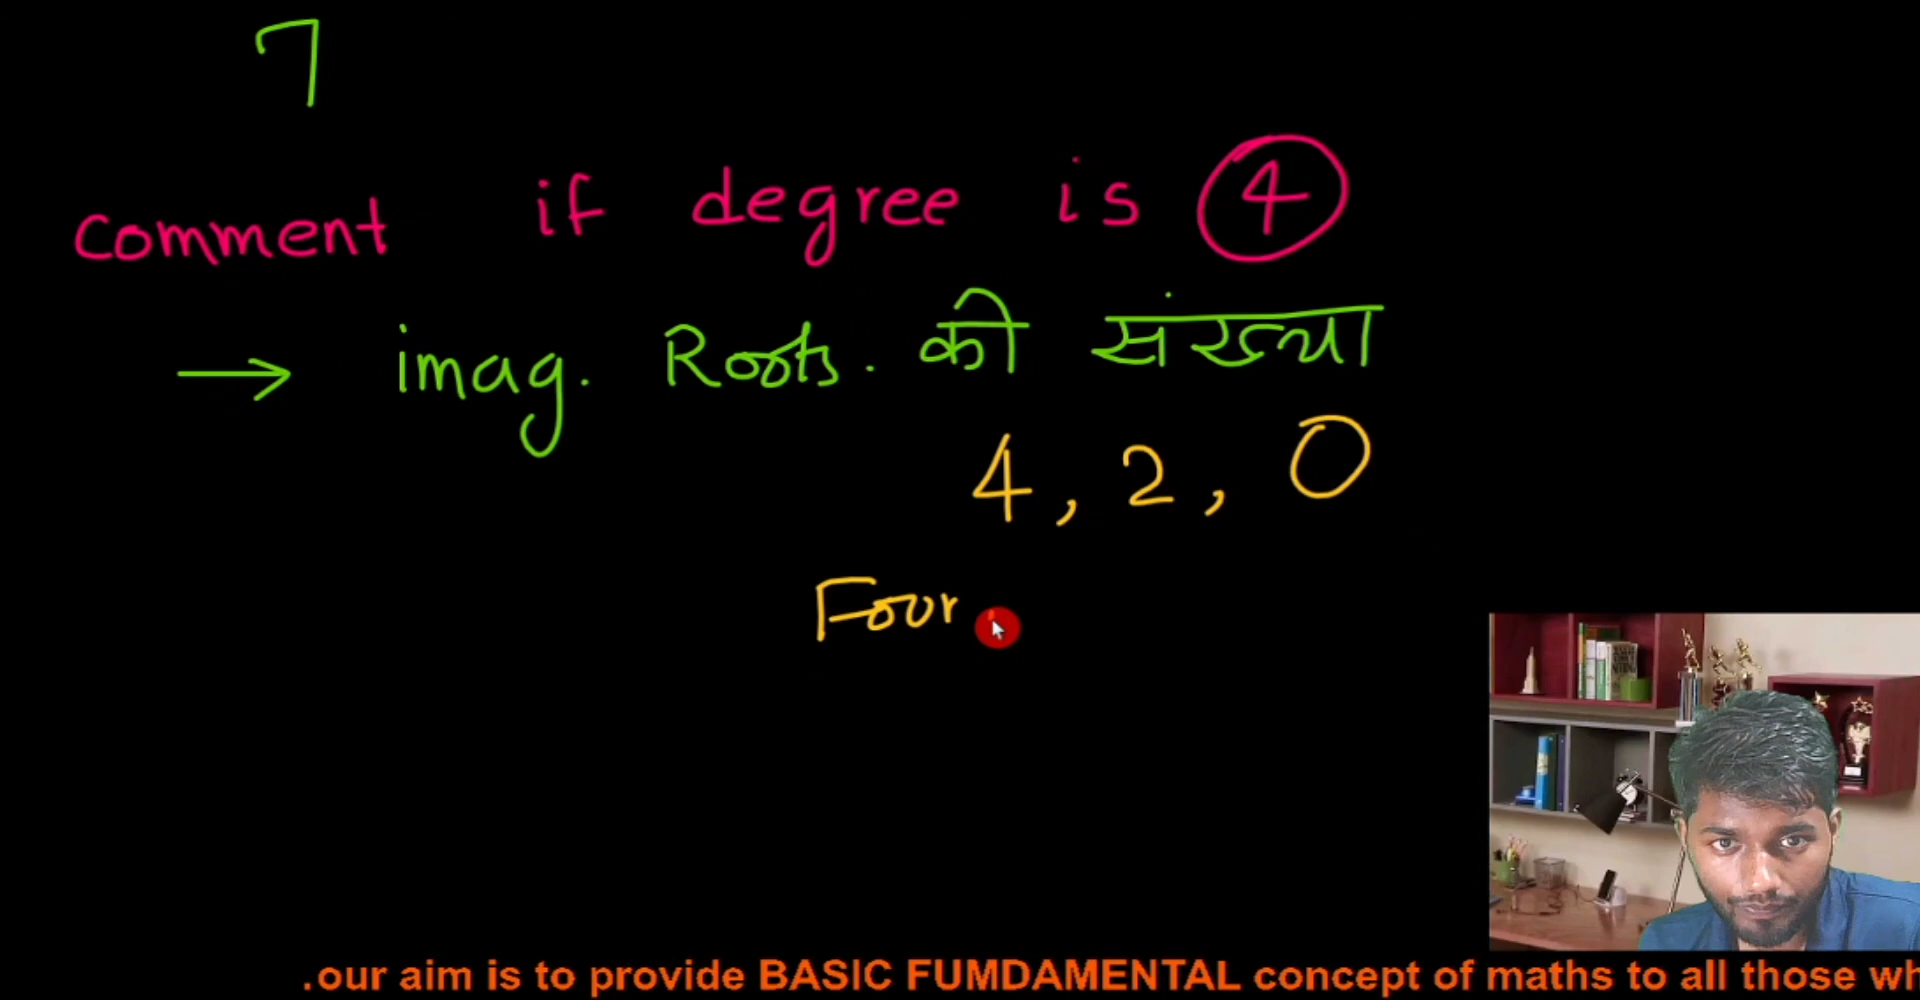 7
Comment if degree is 4
→ imag. Roots. की संख्या
4, 2, 0
Four
.our aim is to provide BASIC FUMDAMENTAL concept of maths to all those wh